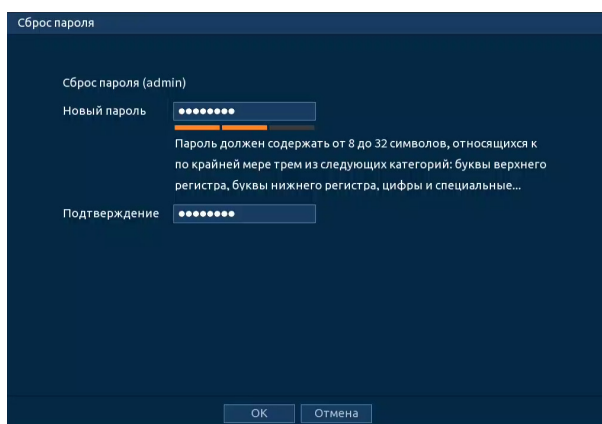 Сброс пароля
Сброс пароля (admin)
Новый пароль ●●●●●●●●
Пароль должен содержать от 8 до 32 символов, относящихся к
по крайней мере трем из следующих категорий: буквы верхнего
регистра, буквы нижнего регистра, цифры и специальные...
Подтверждение ●●●●●●●●
ОК Отмена